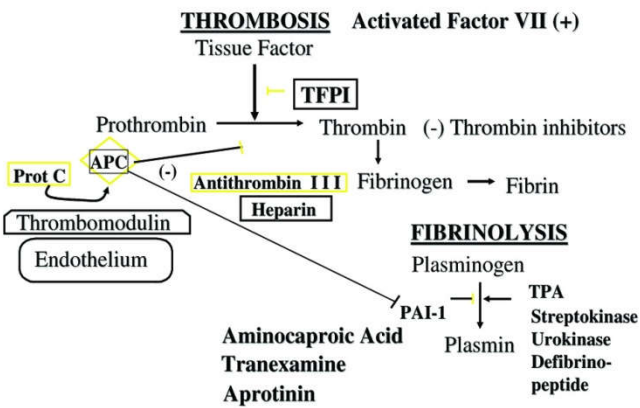 THROMBOSIS Activated Factor VII (+)
Tissue Factor
TFPI
Prothrombin Thrombin (-) Thrombin inhibitors
Prot C APC (-)
Antithrombin III Fibrinogen Fibrin
Heparin
Thrombomodulin
Endothelium
FIBRINOLYSIS
Plasminogen
PAI-1 TPA
Streptokinase
Urokinase
Plasmin Defibrino-
peptide
Aminocaproic Acid
Tranexamine
Aprotinin